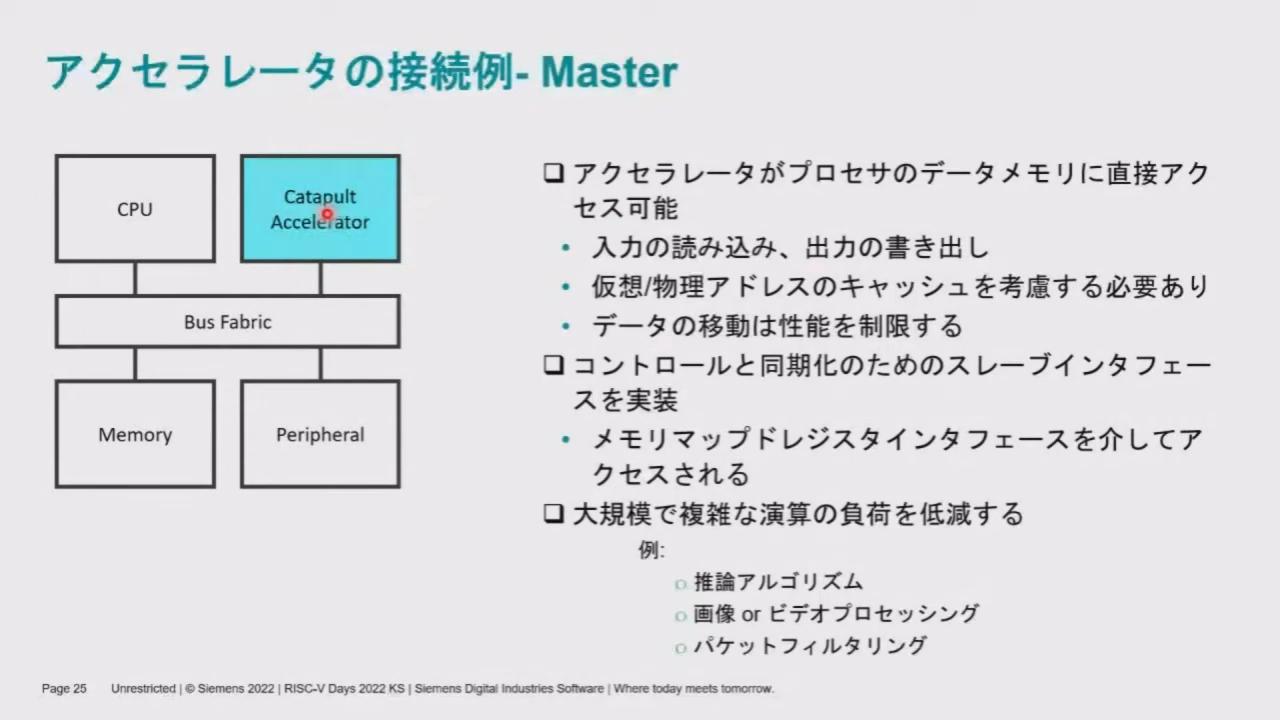 アクセラレータの接続例- Master
CPU
Catapult
Accelerator
Bus Fabric
Memory
Peripheral
❑ アクセラレータがプロセサのデータメモリに直接アク
セス可能
• 入力の読み込み、出力の書き出し
• 仮想/物理アドレスのキャッシュを考慮する必要あり
• データの移動は性能を制限する
❑ コントロールと同期化のためのスレーブインタフェー
スを実装
• メモリマップドレジスタインタフェースを介してア
クセスされる
❑ 大規模で複雑な演算の負荷を低減する
例:
o 推論アルゴリズム
o 画像 or ビデオプロセッシング
o パケットフィルタリング
Page 25 Unrestricted | © Siemens 2022 | RISC-V Days 2022 KS | Siemens Digital Industries Software | Where today meets tomorrow.